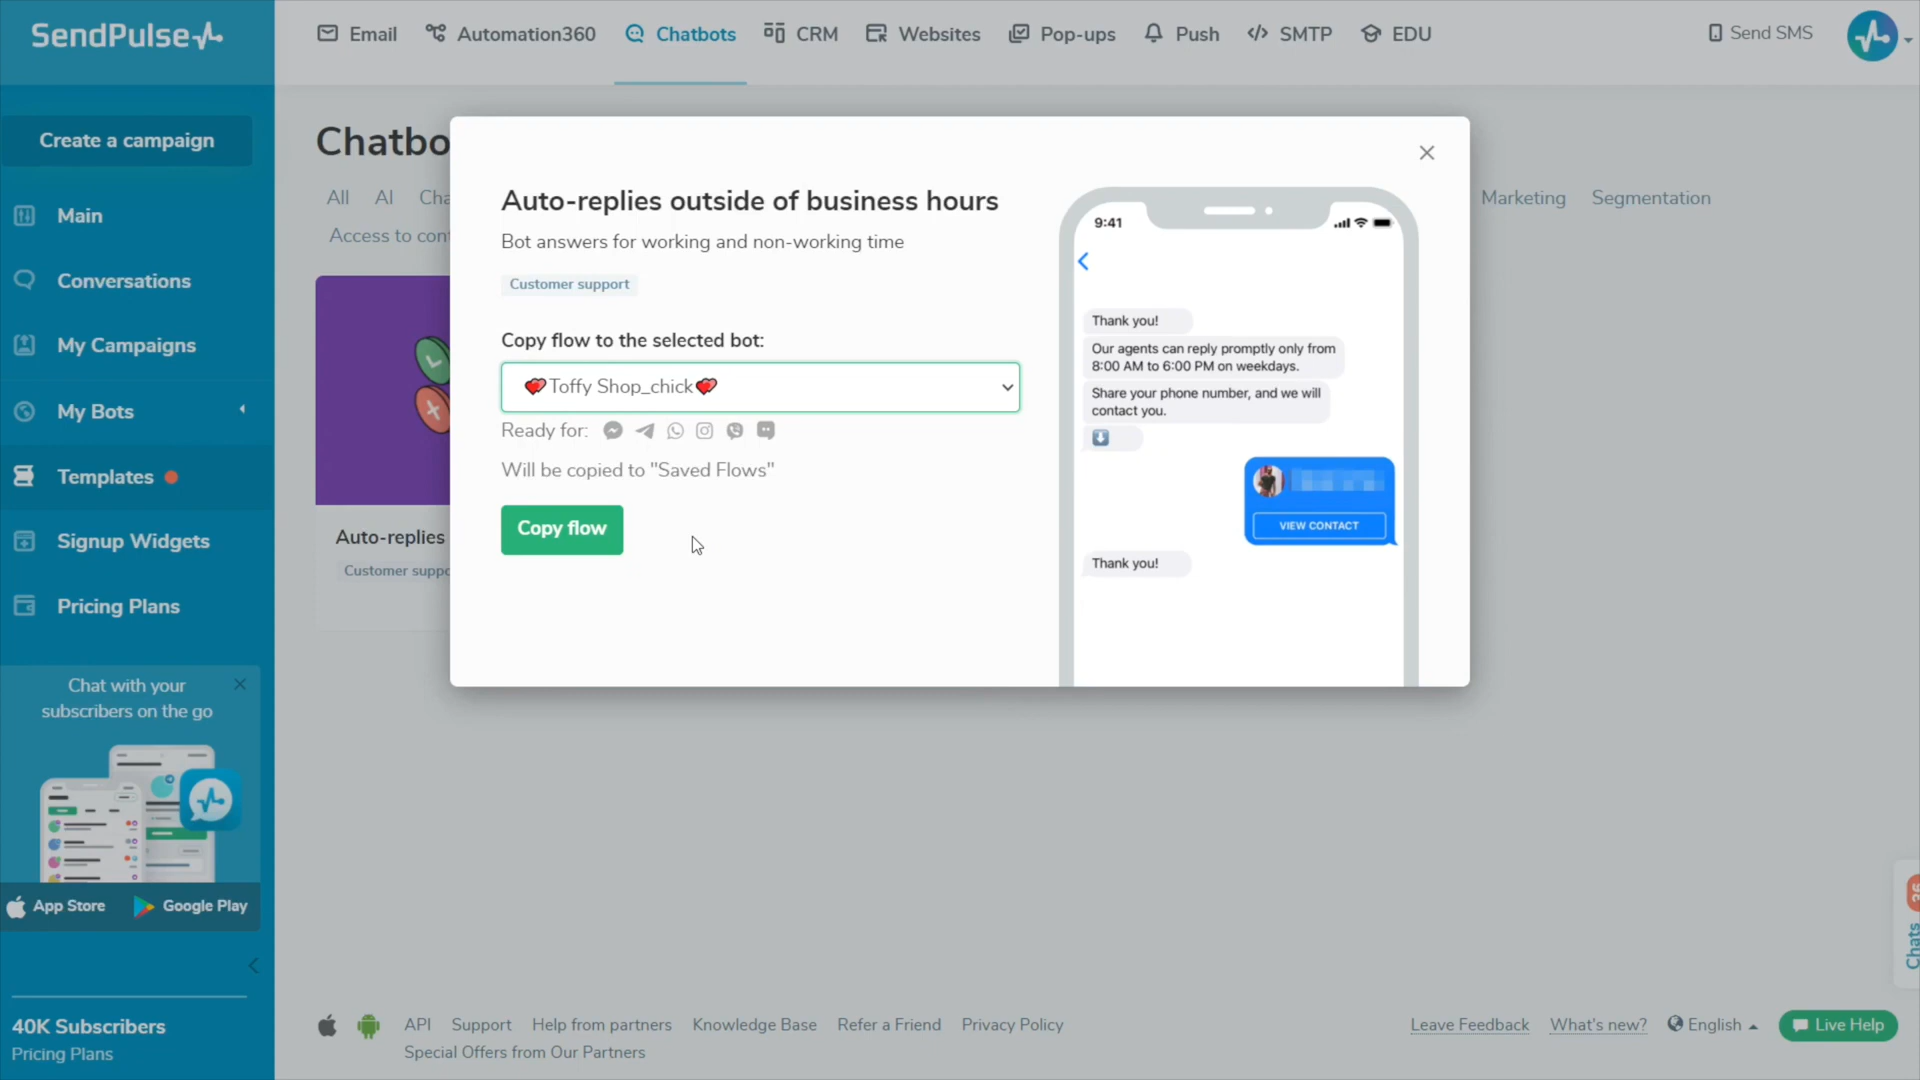 SendPulse
Email
Automation360
Chatbots
CRM
Websites
Pop-ups
Push
SMTP
EDU
Send SMS
Create a campaign
Main
Conversations
My Campaigns
My Bots
Templates
Signup Widgets
Pricing Plans
Chat with your
subscribers on the go
App Store
Google Play
40K Subscribers
Pricing Plans
Chatbo
All
AI
Cha
Marketing
Segmentation
Access to cont
Auto-replies
Customer suppo
Auto-replies outside of business hours
Bot answers for working and non-working time
Customer support
Copy flow to the selected bot:
💕Toffy Shop_chick💕
Ready for:
Will be copied to "Saved Flows"
Copy flow
9:41
Thank you!
Our agents can reply promptly only from
8:00 AM to 6:00 PM on weekdays.
Share your phone number, and we will
contact you.
VIEW CONTACT
Thank you!
Chats
API
Support
Help from partners
Knowledge Base
Refer a Friend
Privacy Policy
Special Offers from Our Partners
Leave Feedback
What's new?
English
Live Help